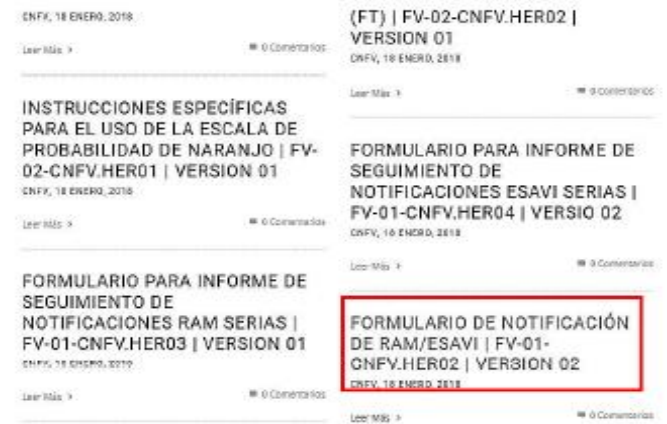 CNFV, 18 ENERO, 2018
Leer Más >
0 Comentarios
INSTRUCCIONES ESPECÍFICAS
PARA EL USO DE LA ESCALA DE
PROBABILIDAD DE NARANJO | FV-
02-CNFV.HER01 | VERSION 01
CNFV, 18 ENERO, 2018
Leer Más >
0 Comentarios
FORMULARIO PARA INFORME DE
SEGUIMIENTO DE
NOTIFICACIONES RAM SERIAS |
FV-01-CNFV.HER03 | VERSION 01
CNFV, 18 ENERO, 2018
Leer Más >
0 Comentarios
(FT) | FV-02-CNFV.HER02 |
VERSION 01
CNFV, 18 ENERO, 2018
Leer Más >
0 Comentarios
FORMULARIO PARA INFORME DE
SEGUIMIENTO DE
NOTIFICACIONES ESAVI SERIAS |
FV-01-CNFV.HER04 | VERSIO 02
CNFV, 18 ENERO, 2018
Leer Más >
0 Comentarios
FORMULARIO DE NOTIFICACIÓN
DE RAM/ESAVI | FV-01-
CNFV.HER02 | VERSION 02
CNFV, 18 ENERO, 2018
Leer Más >
0 Comentarios